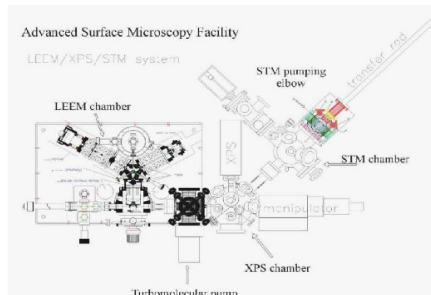 Advanced Surface Microscopy Facility
LEEM/XPS/STM system
transfer rod
STM pumping
elbow
LEEM chamber
STM chamber
SeX
manipulator
XPS chamber
Turbomolecular pump